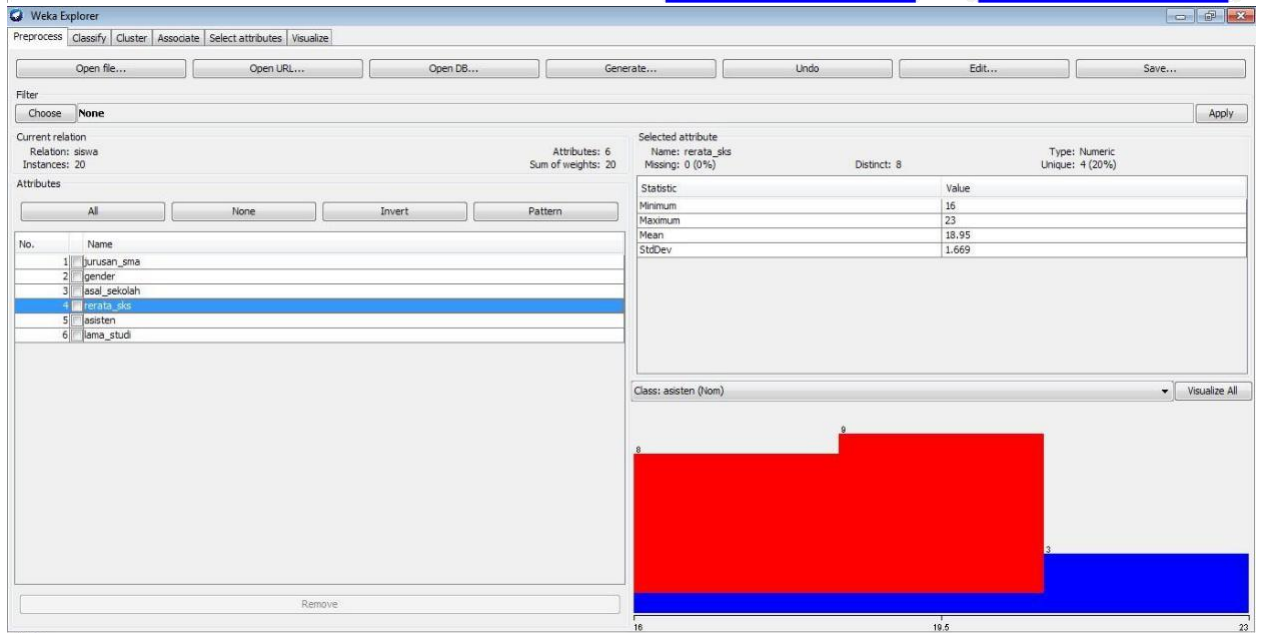 Weka Explorer
Preprocess Classify Cluster Associate Select attributes Visualize
Open file... Open URL... Open DB... Generate... Undo Edit... Save...
Filter
Choose None Apply
Current relation
Relation: siswa Attributes: 6
Instances: 20 Sum of weights: 20
Attributes
All None Invert Pattern
No. Name
1 jurusan_sma
2 gender
3 asal_sekolah
4 rerata_sks
5 asisten
6 lama_studi
Remove
Selected attribute
Name: rerata_sks Type: Numeric
Missing: 0 (0%) Distinct: 8 Unique: 4 (20%)
Statistic Value
Minimum 16
Maximum 23
Mean 18.95
StdDev 1.669
Class: asisten (Nom) Visualize All
8 9 3
16 19.5 23